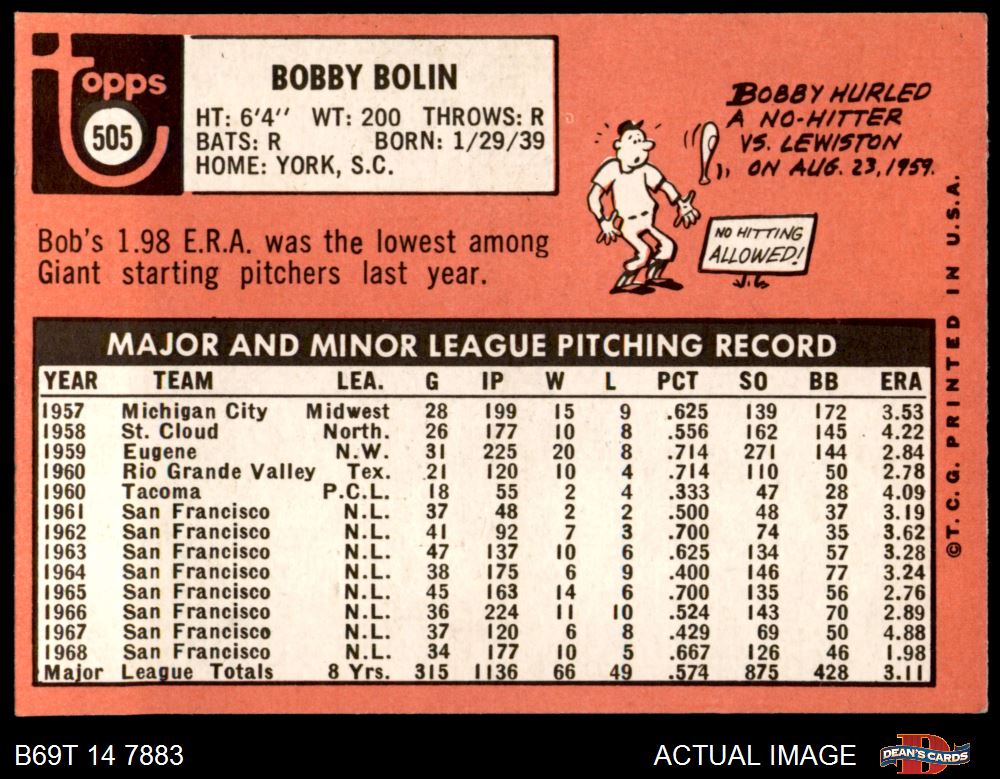 topps
505
BOBBY BOLIN
HT: 6'4'' WT: 200 THROWS: R
BATS: R BORN: 1/29/39
HOME: YORK, S.C.
BOBBY HURLED
A NO-HITTER
VS. LEWISTON
ON AUG. 23, 1959.
NO HITTING
ALLOWED!
Bob's 1.98 E.R.A. was the lowest among
Giant starting pitchers last year.
MAJOR AND MINOR LEAGUE PITCHING RECORD
YEAR TEAM LEA. G IP W L PCT SO BB ERA
1957 Michigan City Midwest 28 199 15 9 .625 139 172 3.53
1958 St. Cloud North. 26 177 10 8 .556 162 145 4.22
1959 Eugene N.W. 31 225 20 8 .714 271 144 2.84
1960 Rio Grande Valley Tex. 21 120 10 4 .714 110 50 2.78
1960 Tacoma P.C.L. 18 55 2 4 .333 47 28 4.09
1961 San Francisco N.L. 37 48 2 2 .500 48 37 3.19
1962 San Francisco N.L. 41 92 7 3 .700 74 35 3.62
1963 San Francisco N.L. 47 137 10 6 .625 134 57 3.28
1964 San Francisco N.L. 38 175 6 9 .400 146 77 3.24
1965 San Francisco N.L. 45 163 14 6 .700 135 56 2.76
1966 San Francisco N.L. 36 224 11 10 .524 143 70 2.89
1967 San Francisco N.L. 37 120 6 8 .429 69 50 4.88
1968 San Francisco N.L. 34 177 10 5 .667 126 46 1.98
Major League Totals 8 Yrs. 315 1136 66 49 .574 875 428 3.11
©T.C.G. PRINTED IN U.S.A.
B69T 14 7883
ACTUAL IMAGE
DEAN'S CARDS